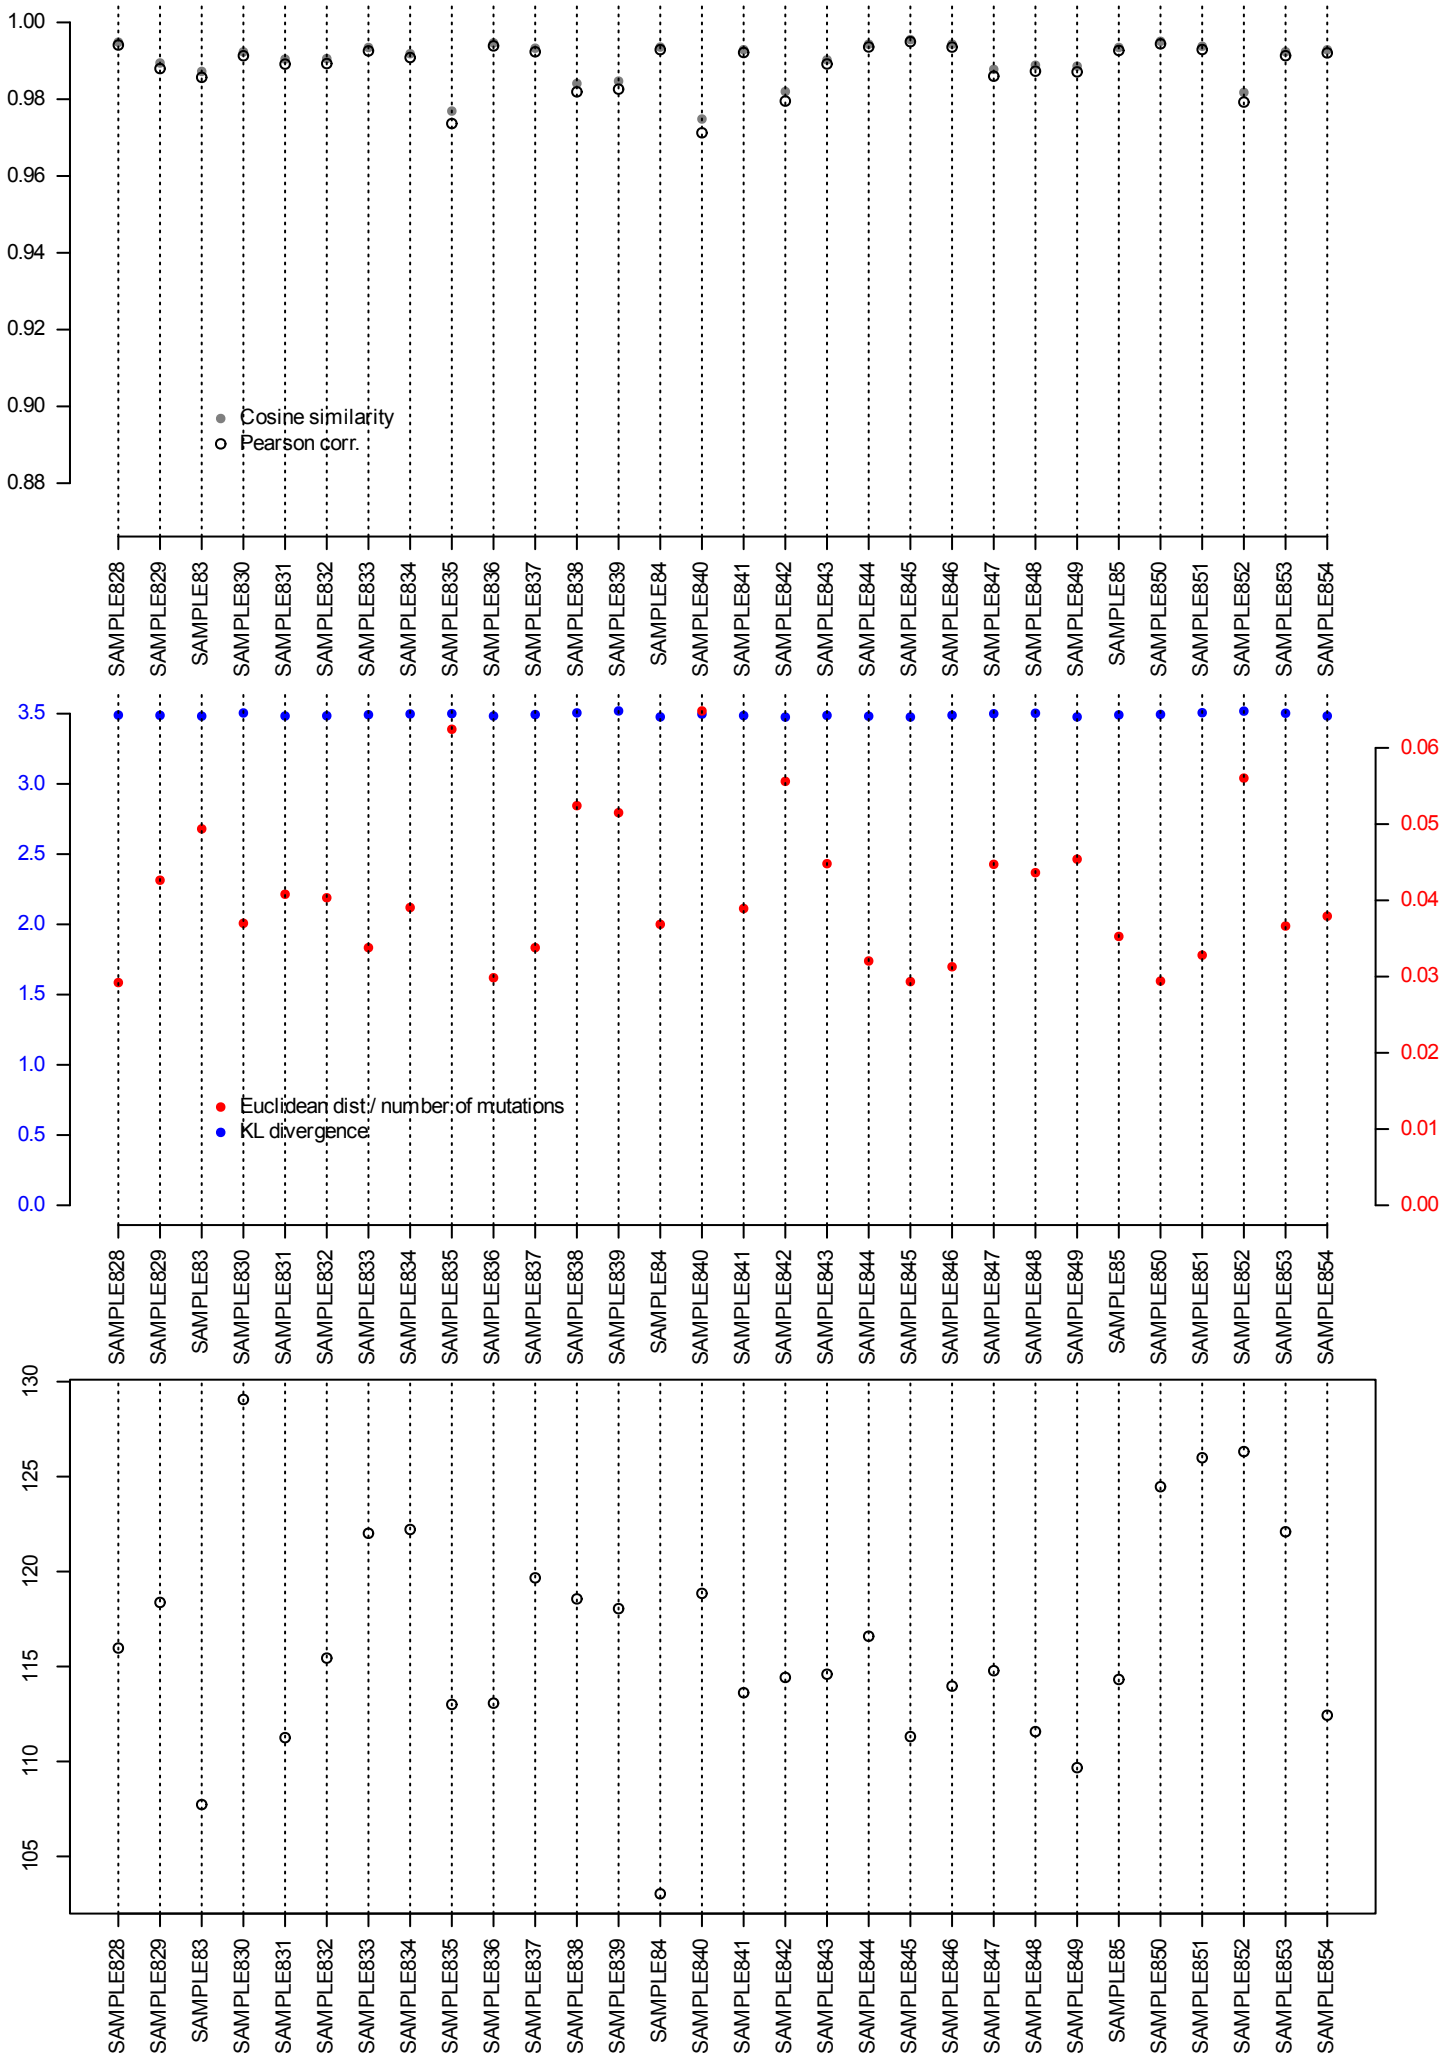 1.00
0.98
0.96
0.94
0.92
0.90
0.88
Cosine similarity
Pearson corr.
SAMPLE828
SAMPLE829
SAMPLE83
SAMPLE830
SAMPLE831
SAMPLE832
SAMPLE833
SAMPLE834
SAMPLE835
SAMPLE836
SAMPLE837
SAMPLE838
SAMPLE839
SAMPLE84
SAMPLE840
SAMPLE841
SAMPLE842
SAMPLE843
SAMPLE844
SAMPLE845
SAMPLE846
SAMPLE847
SAMPLE848
SAMPLE849
SAMPLE85
SAMPLE850
SAMPLE851
SAMPLE852
SAMPLE853
SAMPLE854
3.5
3.0
2.5
2.0
1.5
1.0
0.5
0.0
Euclidean dist./ number of mutations
KL divergence
0.06
0.05
0.04
0.03
0.02
0.01
0.00
SAMPLE828
SAMPLE829
SAMPLE83
SAMPLE830
SAMPLE831
SAMPLE832
SAMPLE833
SAMPLE834
SAMPLE835
SAMPLE836
SAMPLE837
SAMPLE838
SAMPLE839
SAMPLE84
SAMPLE840
SAMPLE841
SAMPLE842
SAMPLE843
SAMPLE844
SAMPLE845
SAMPLE846
SAMPLE847
SAMPLE848
SAMPLE849
SAMPLE85
SAMPLE850
SAMPLE851
SAMPLE852
SAMPLE853
SAMPLE854
130
125
120
115
110
105
SAMPLE828
SAMPLE829
SAMPLE83
SAMPLE830
SAMPLE831
SAMPLE832
SAMPLE833
SAMPLE834
SAMPLE835
SAMPLE836
SAMPLE837
SAMPLE838
SAMPLE839
SAMPLE84
SAMPLE840
SAMPLE841
SAMPLE842
SAMPLE843
SAMPLE844
SAMPLE845
SAMPLE846
SAMPLE847
SAMPLE848
SAMPLE849
SAMPLE85
SAMPLE850
SAMPLE851
SAMPLE852
SAMPLE853
SAMPLE854